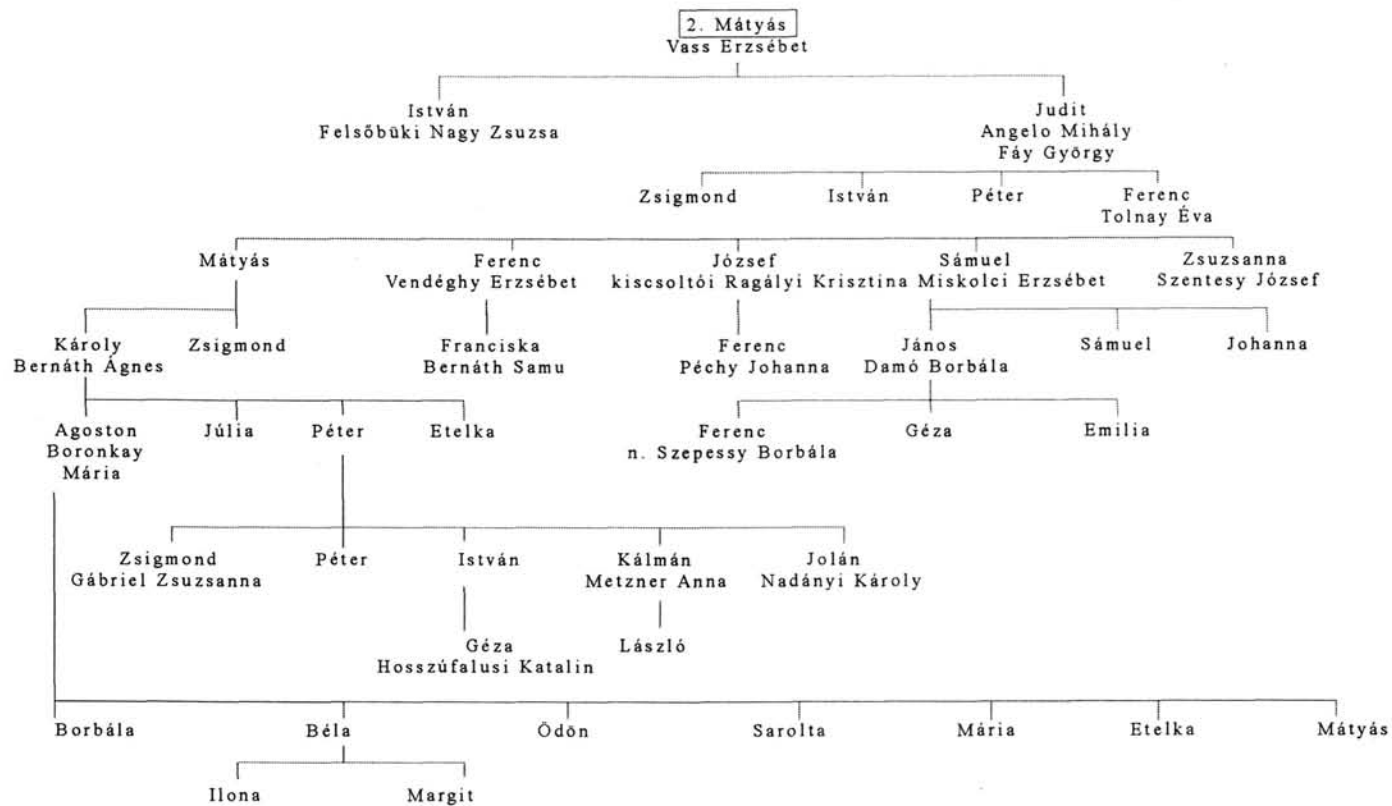 2. Mátyás
Vass Erzsébet
István
Felsőbüki Nagy Zsuzsa
Judit
Angelo Mihály
Fáy György
Zsigmond István Péter Ferenc
Tolnay Éva
Mátyás Ferenc József Sámuel Zsuzsanna
Vendéghy Erzsébet kiscsoltói Ragályi Krisztina Miskolci Erzsébet Szentesy József
Károly Zsigmond Franciska Ferenc János Sámuel Johanna
Bernáth Ágnes Bernáth Samu Péchy Johanna Damó Borbála
Agoston Júlia Péter Etelka Ferenc Géza Emilia
Boronkay n. Szepessy Borbála
Mária
Zsigmond Péter István Kálmán Jolán
Gábriel Zsuzsanna Metzner Anna Nadányi Károly
Géza László
Hosszúfalusi Katalin
Borbála Béla Ödön Sarolta Mária Etelka Mátyás
Ilona Margit